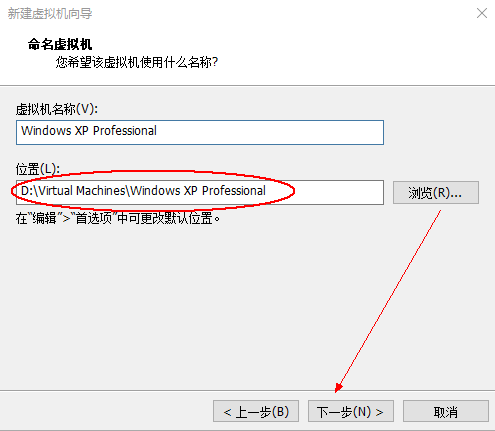 新建虚拟机向导
命名虚拟机
您希望该虚拟机使用什么名称?
虚拟机名称(V):
Windows XP Professional
位置(L):
D:\Virtual Machines\Windows XP Professional
浏览(R)...
在“编辑”>“首选项”中可更改默认位置。
< 上一步(B)
下一步(N) >
取消